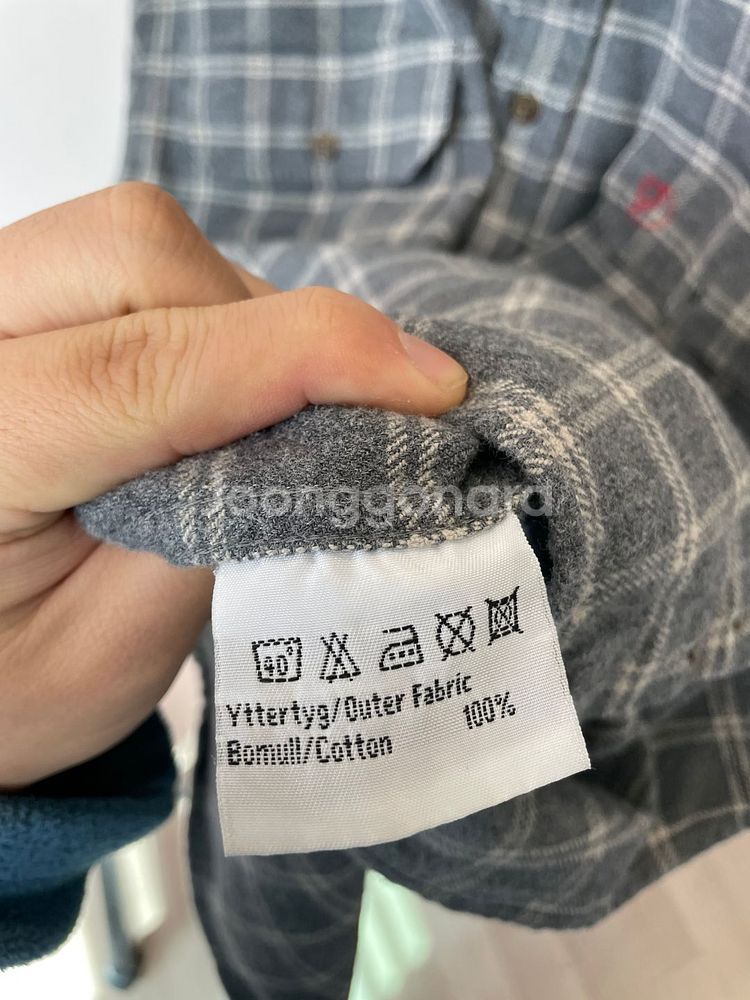 Joonggonara
40°
Yttertyg/Outer Fabric
Bomull/Cotton 100%